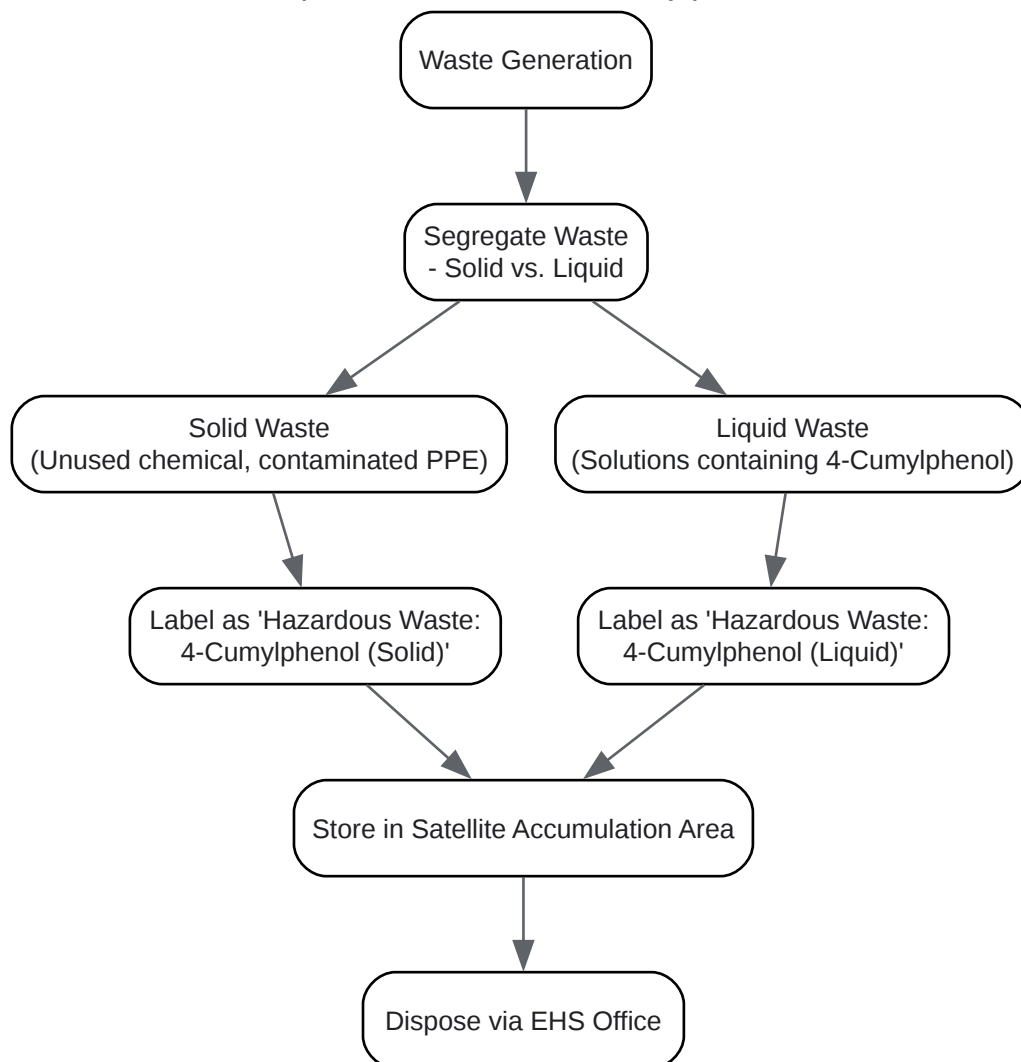 Waste Generation
Segregate Waste
- Solid vs. Liquid
Solid Waste
(Unused chemical, contaminated PPE)
Liquid Waste
(Solutions containing 4-Cumylphenol)
Label as 'Hazardous Waste:
4-Cumylphenol (Solid)'
Label as 'Hazardous Waste:
4-Cumylphenol (Liquid)'
Store in Satellite Accumulation Area
Dispose via EHS Office